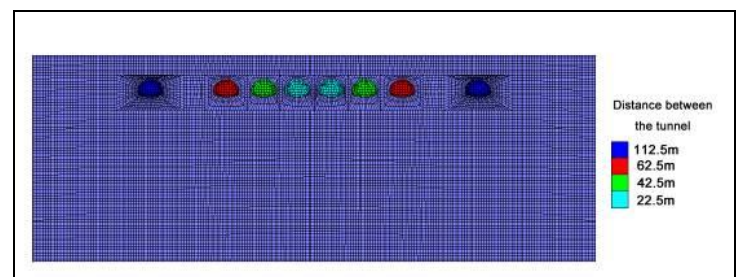 Distance between
the tunnel
112.5m
62.5m
42.5m
22.5m